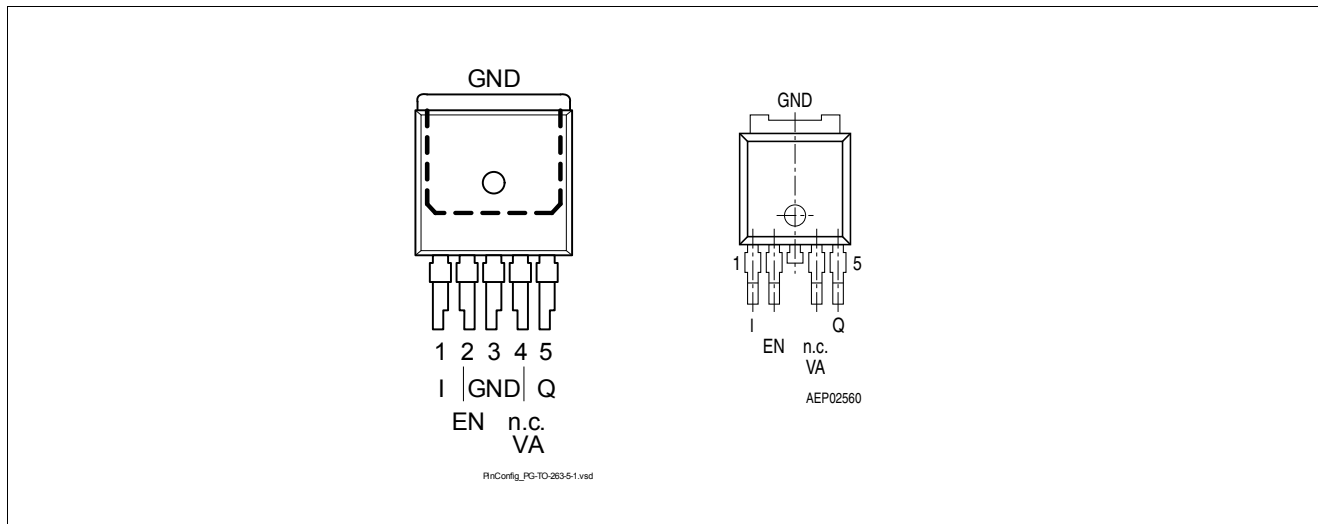 GND
1 2 3 4 5
I GND Q
EN n.c.
VA
PinConfig_PG-TO-263-5-1.vsd
GND
1 5
I Q
EN n.c.
VA
AEP02560